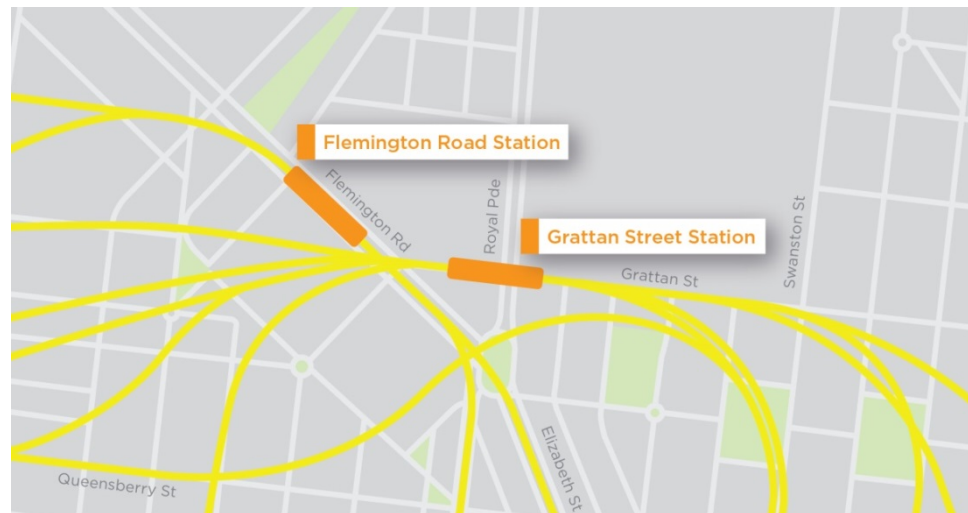 Flemington Road Station
Flemington Rd
Royal Pde
Grattan Street Station
Swanston St
Grattan St
Elizabeth St
Queensberry St